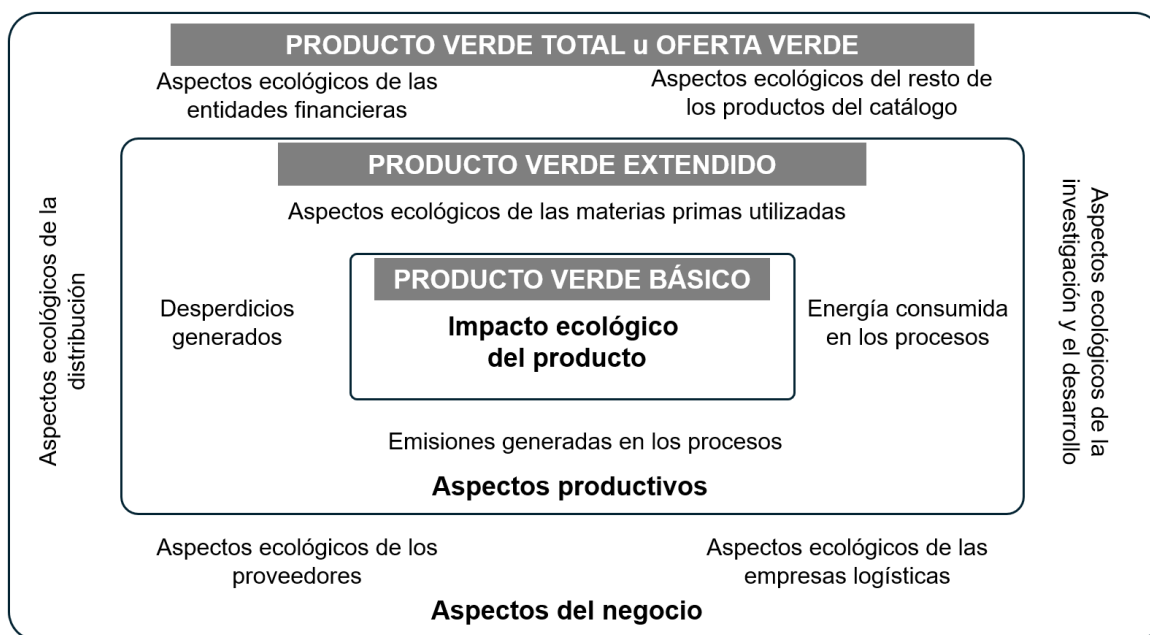 PRODUCTO VERDE TOTAL u OFERTA VERDE
Aspectos ecológicos de las
entidades financieras
Aspectos ecológicos del resto de
los productos del catálogo
PRODUCTO VERDE EXTENDIDO
Aspectos ecológicos de las materias primas utilizadas
Aspectos ecológicos de la
distribución
Desperdicios
generados
PRODUCTO VERDE BÁSICO
Impacto ecológico
del producto
Energía consumida
en los procesos
Aspectos ecológicos de la
investigación y el desarrollo
Emisiones generadas en los procesos
Aspectos productivos
Aspectos ecológicos de los
proveedores
Aspectos ecológicos de las
empresas logísticas
Aspectos del negocio